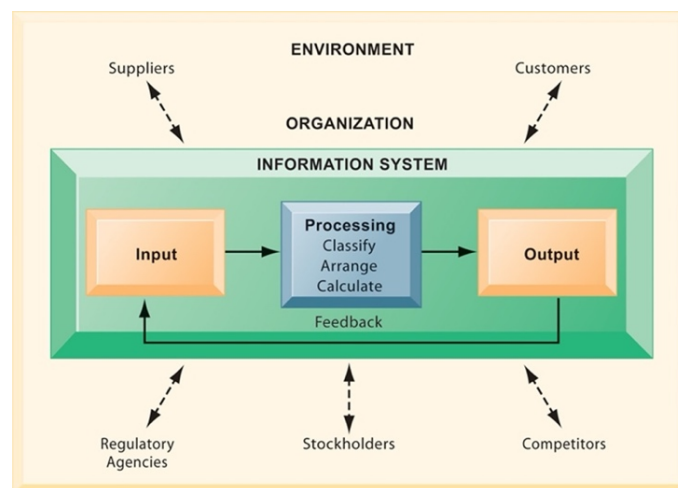 ENVIRONMENT
Suppliers
Customers
ORGANIZATION
INFORMATION SYSTEM
Input
Processing
Classify
Arrange
Calculate
Output
Feedback
Regulatory
Agencies
Stockholders
Competitors